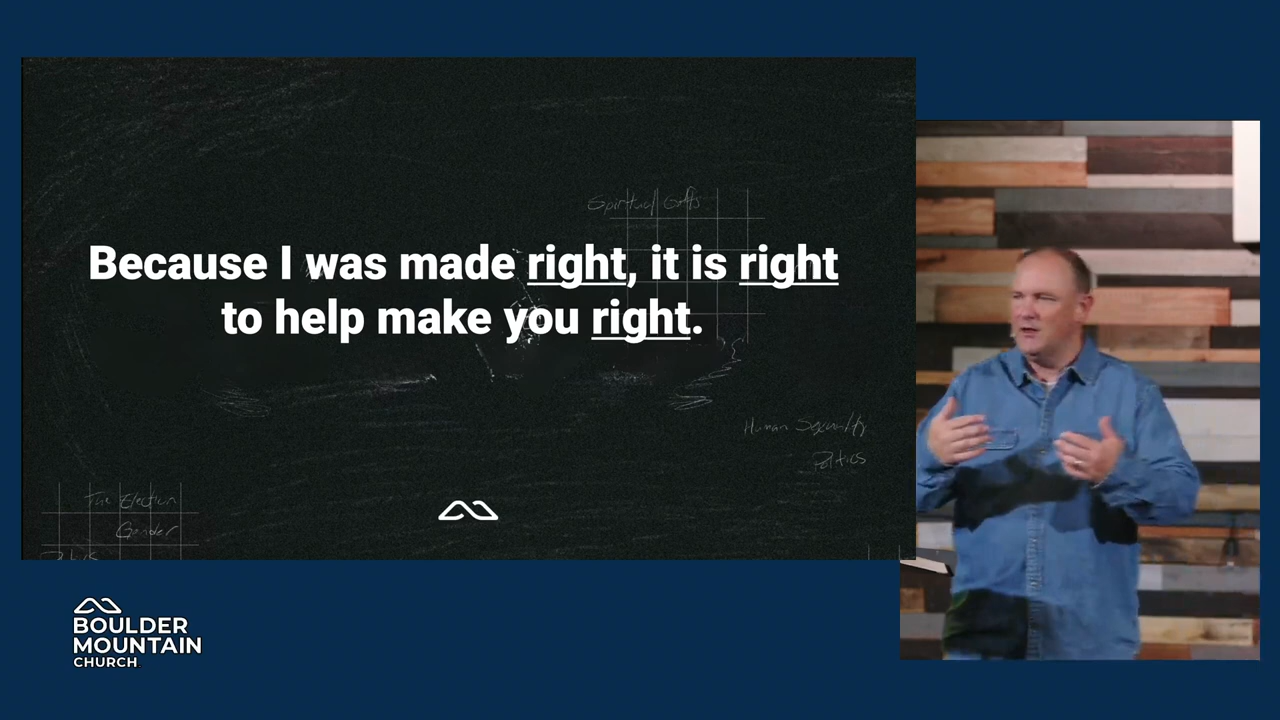 Spiritual Gifts
Because I was made right, it is right
to help make you right.
Human Sexuality
Politics
The Election
Gender
BOULDER
MOUNTAIN
CHURCH